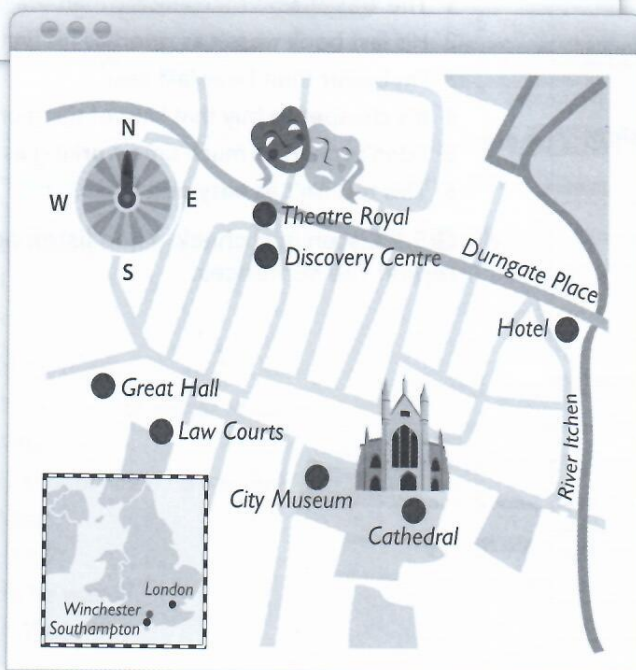 N
W
E
S
Theatre Royal
Discovery Centre
Durngate Place
Hotel
Great Hall
Law Courts
River Itchen
City Museum
Cathedral
London
Winchester
Southampton